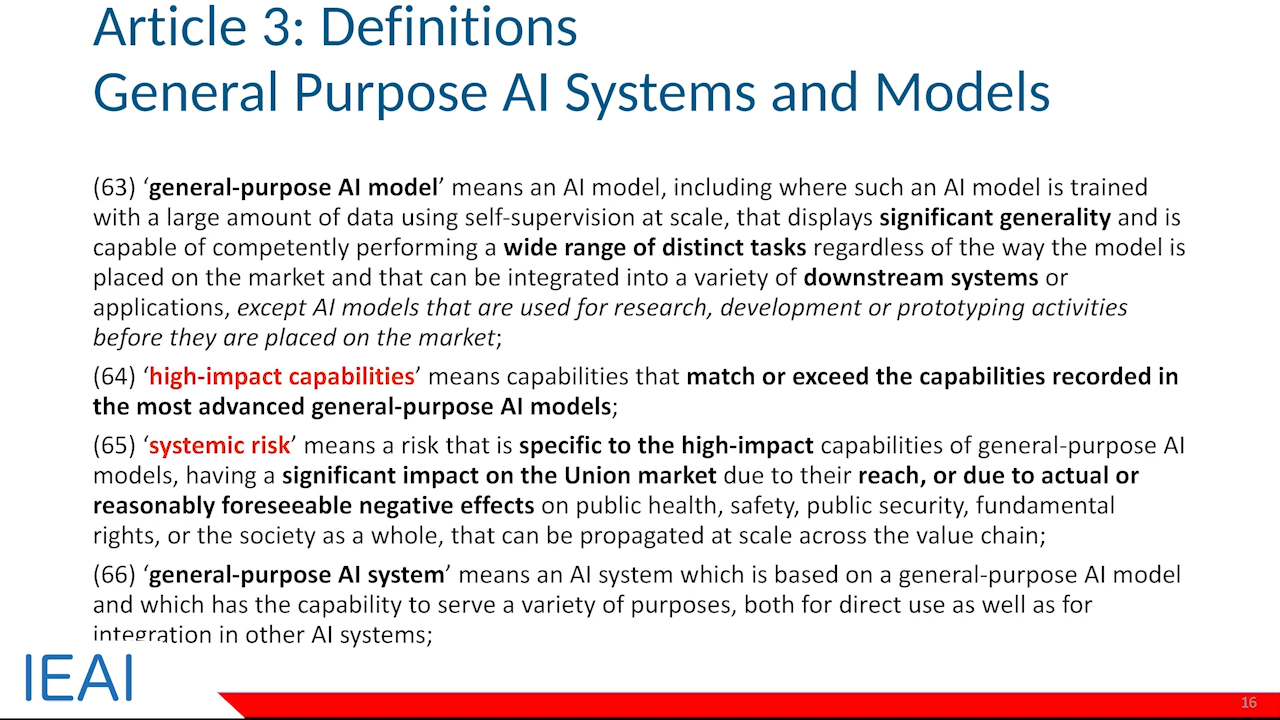 Article 3: Definitions
General Purpose AI Systems and Models
(63) ‘general-purpose AI model’ means an AI model, including where such an AI model is trained
with a large amount of data using self-supervision at scale, that displays significant generality and is
capable of competently performing a wide range of distinct tasks regardless of the way the model is
placed on the market and that can be integrated into a variety of downstream systems or
applications, except AI models that are used for research, development or prototyping activities
before they are placed on the market;
(64) ‘high-impact capabilities’ means capabilities that match or exceed the capabilities recorded in
the most advanced general-purpose AI models;
(65) ‘systemic risk’ means a risk that is specific to the high-impact capabilities of general-purpose AI
models, having a significant impact on the Union market due to their reach, or due to actual or
reasonably foreseeable negative effects on public health, safety, public security, fundamental
rights, or the society as a whole, that can be propagated at scale across the value chain;
(66) ‘general-purpose AI system’ means an AI system which is based on a general-purpose AI model
and which has the capability to serve a variety of purposes, both for direct use as well as for
integration in other AI systems;
IEAI
16